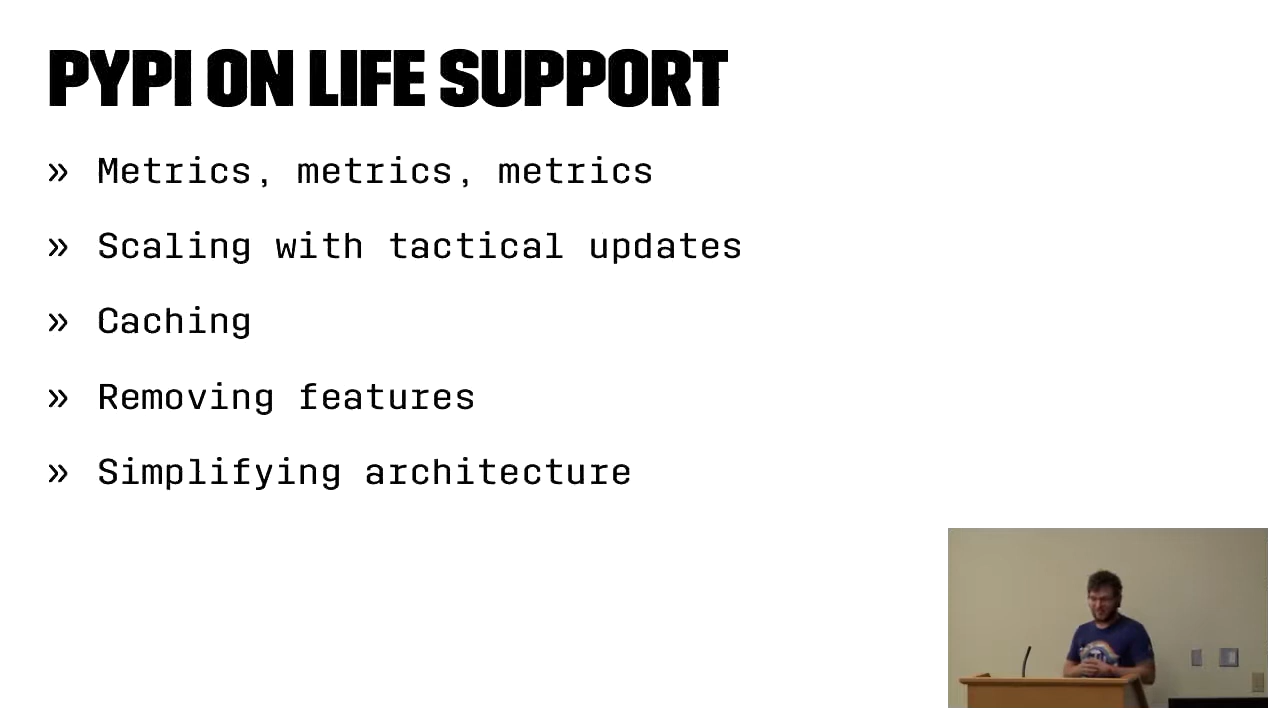 PYPI ON LIFE SUPPORT
» Metrics, metrics, metrics
» Scaling with tactical updates
» Caching
» Removing features
» Simplifying architecture